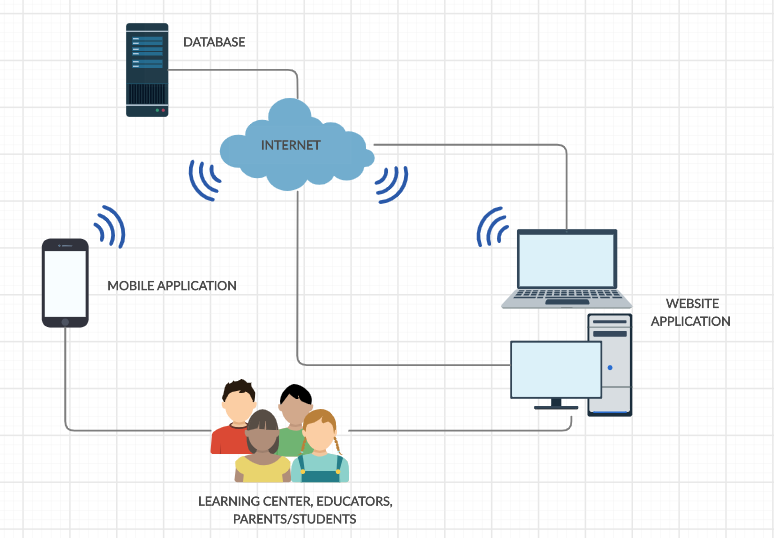 DATABASE
INTERNET
MOBILE APPLICATION
WEBSITE
APPLICATION
LEARNING CENTER, EDUCATORS,
PARENTS/STUDENTS